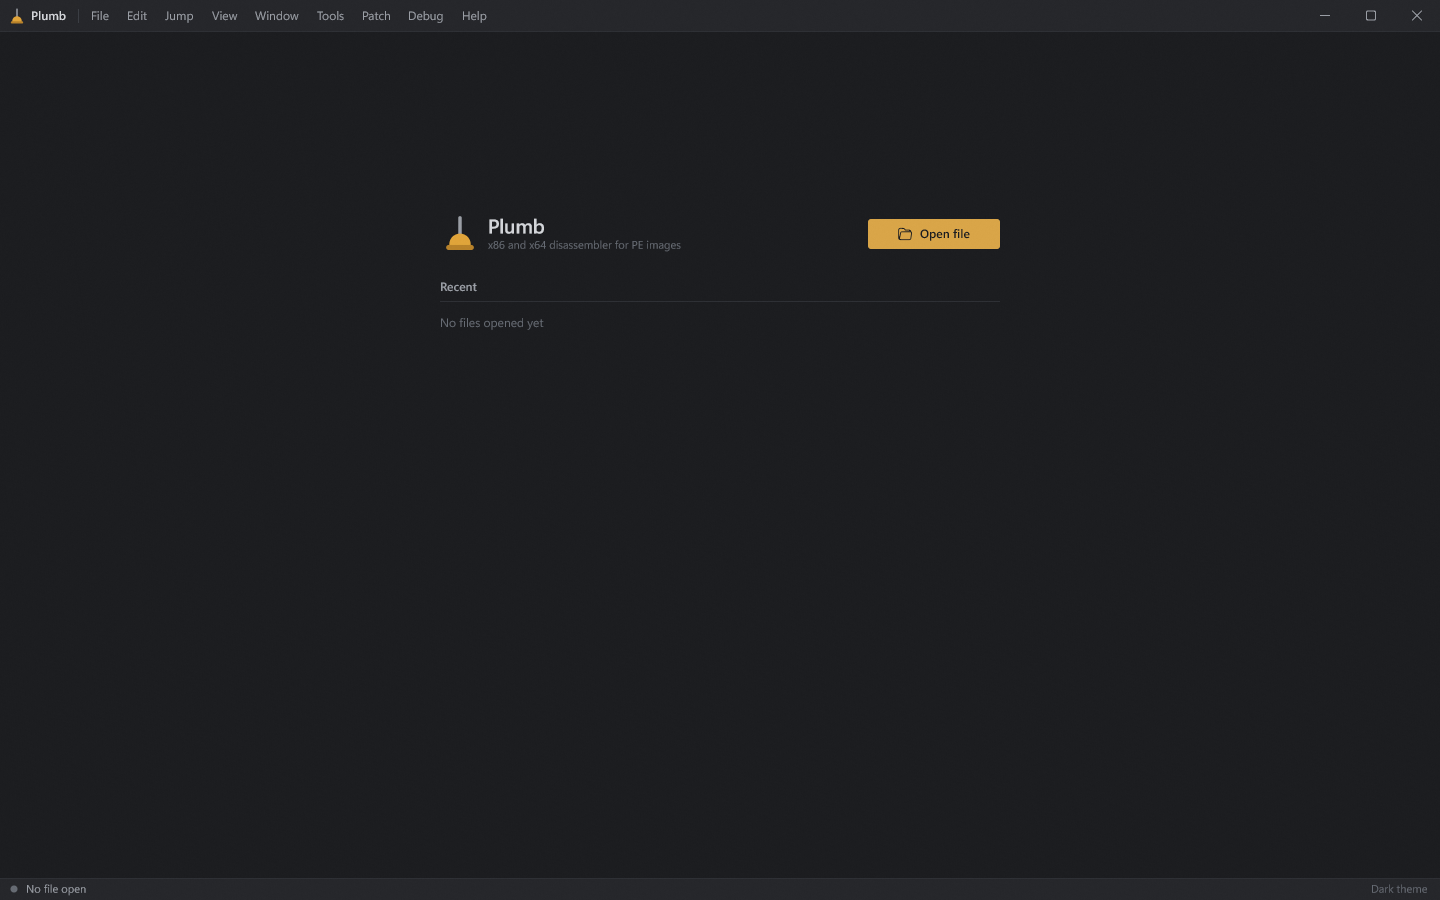 Plumb File Edit Jump View Window Tools Patch Debug Help
Plumb
x86 and x64 disassembler for PE images
Open file
Recent
No files opened yet
No file open
Dark theme